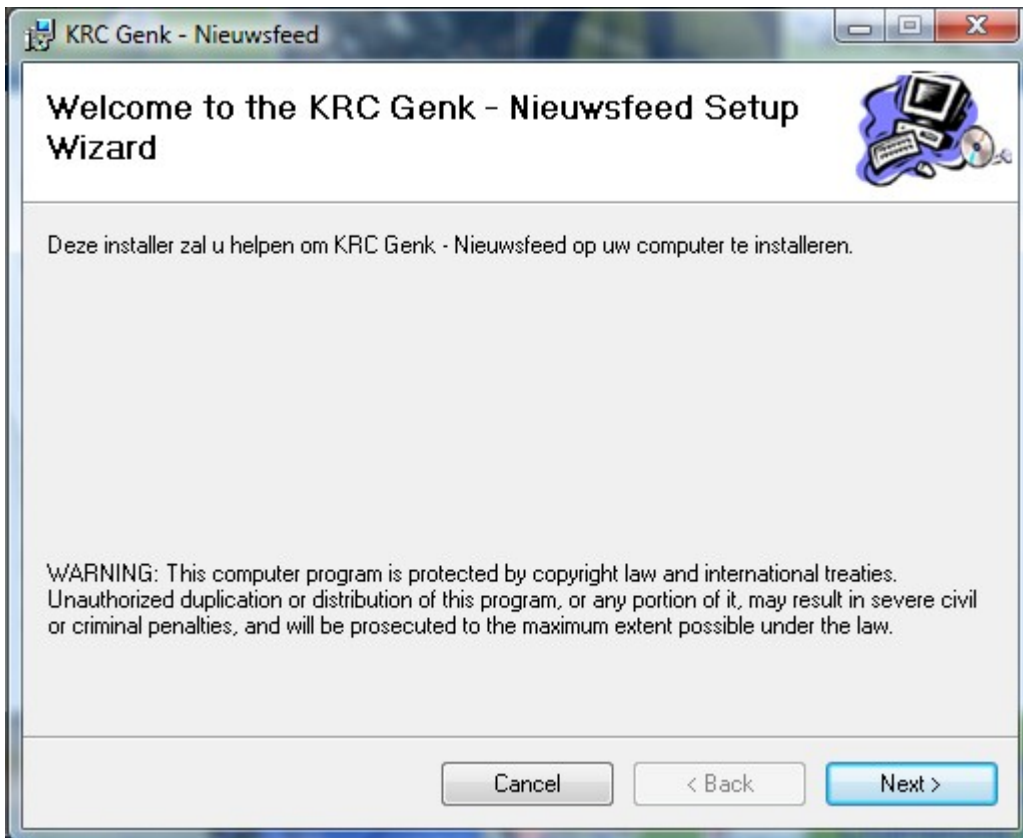 KRC Genk - Nieuwsfeed
Welcome to the KRC Genk - Nieuwsfeed Setup
Wizard
Deze installer zal u helpen om KRC Genk - Nieuwsfeed op uw computer te installeren.
WARNING: This computer program is protected by copyright law and international treaties.
Unauthorized duplication or distribution of this program, or any portion of it, may result in severe civil
or criminal penalties, and will be prosecuted to the maximum extent possible under the law.
Cancel
< Back
Next >